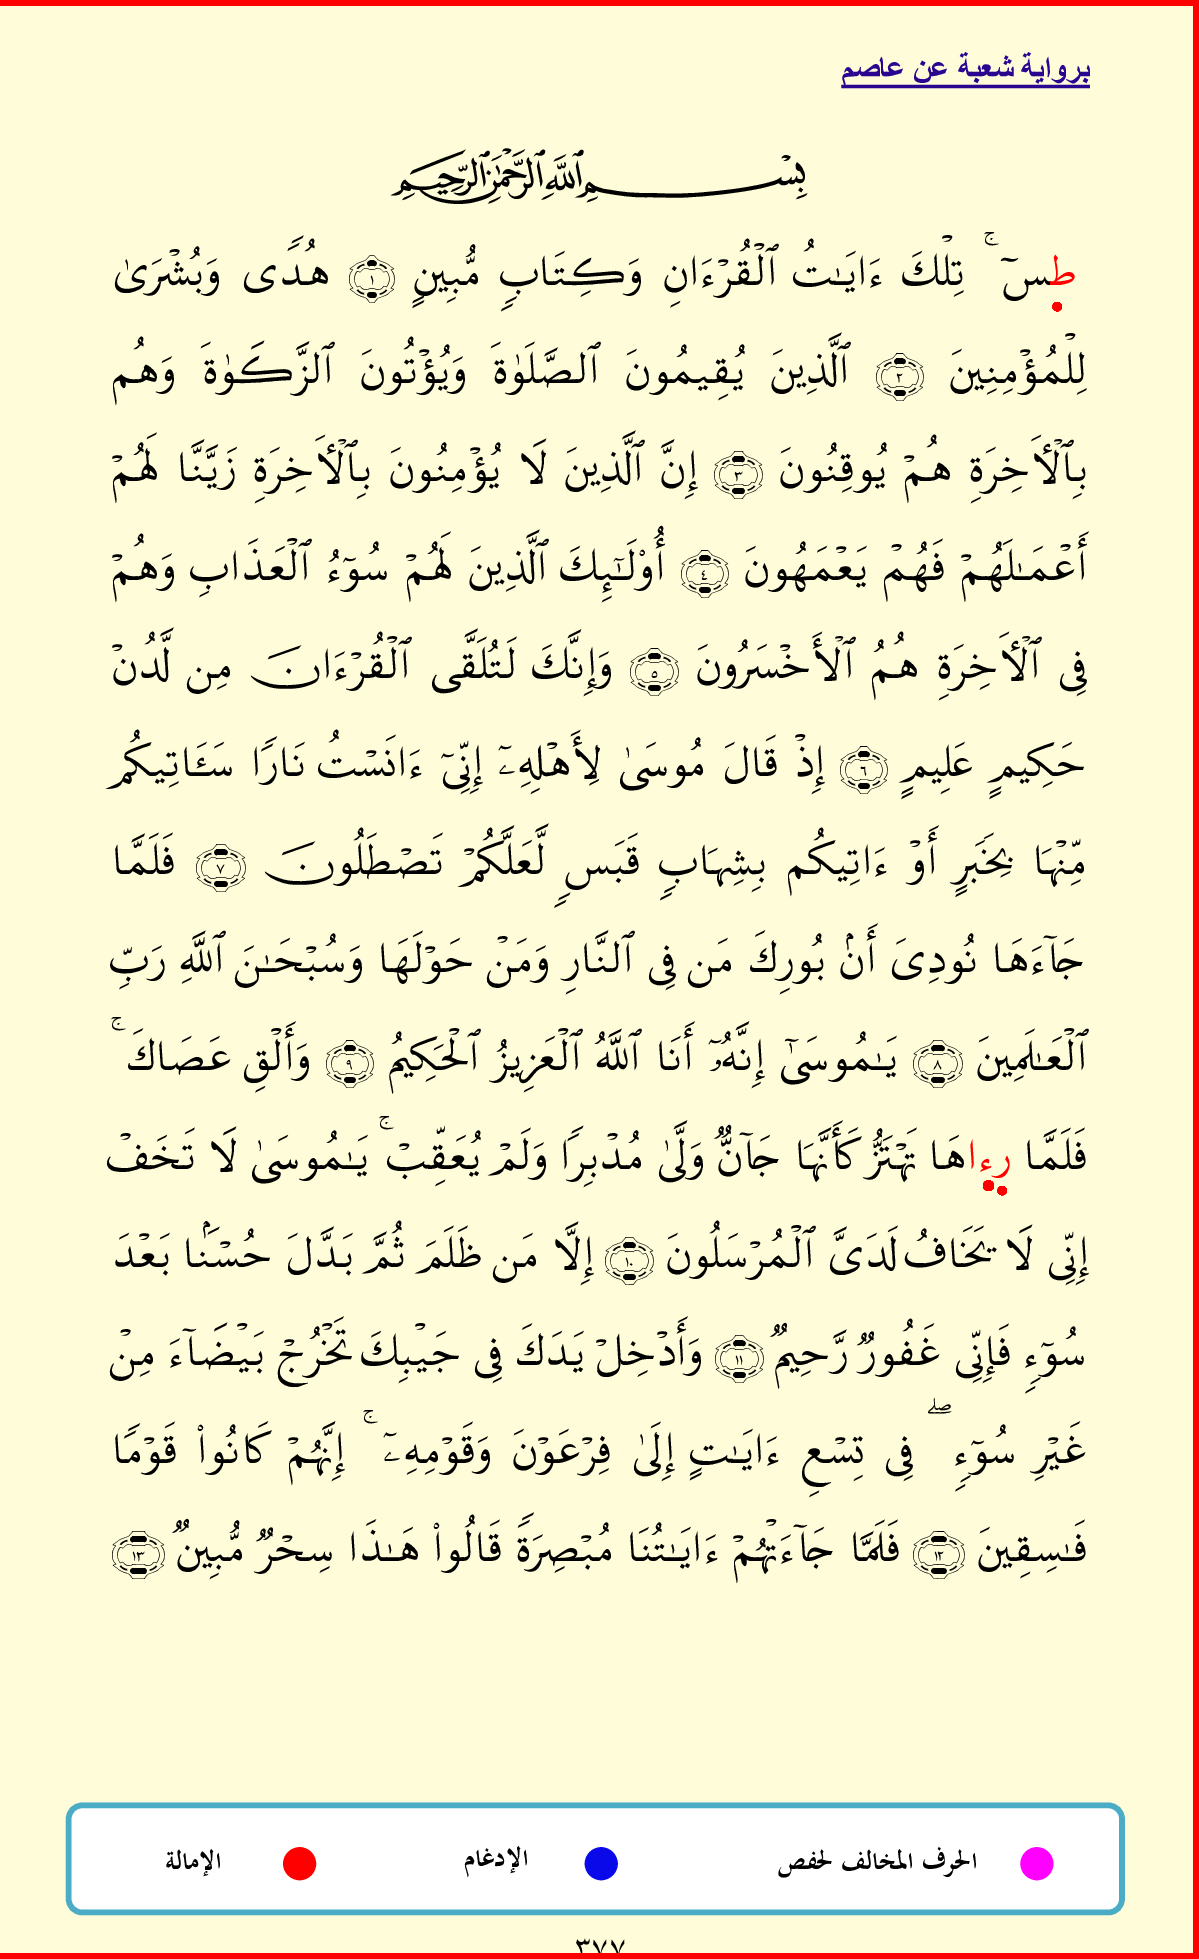 برواية شعبة عن عاصم
بِسْمِ ٱللَّهِ ٱلرَّحْمَٰنِ ٱلرَّحِيمِ
طسٓ ۚ تِلْكَ ءَايَـٰتُ ٱلْقُرْءَانِ وَكِتَابٍ مُّبِينٍ ١ هُدًى وَبُشْرَىٰ
لِلْمُؤْمِنِينَ ٢ ٱلَّذِينَ يُقِيمُونَ ٱلصَّلَوٰةَ وَيُؤْتُونَ ٱلزَّكَوٰةَ وَهُم
بِٱلْأَخِرَةِ هُمْ يُوقِنُونَ ٣ إِنَّ ٱلَّذِينَ لَا يُؤْمِنُونَ بِٱلْأَخِرَةِ زَيَّنَّا لَهُمْ
أَعْمَـٰلَهُمْ فَهُمْ يَعْمَهُونَ ٤ أُوْلَـٰٓئِكَ ٱلَّذِينَ لَهُمْ سُوٓءُ ٱلْعَذَابِ وَهُمْ
فِى ٱلْأَخِرَةِ هُمُ ٱلْأَخْسَرُونَ ٥ وَإِنَّكَ لَتُلَقَّى ٱلْقُرْءَانَ مِن لَّدُنْ
حَكِيمٍ عَلِيمٍ ٦ إِذْ قَالَ مُوسَىٰ لِأَهْلِهِۦٓ إِنِّىٓ ءَانَسْتُ نَارًا سَـَٔاتِيكُم
مِّنْهَا بِخَبَرٍ أَوْ ءَاتِيكُم بِشِهَابٍ قَبَسٍ لَّعَلَّكُمْ تَصْطَلُونَ ٧ فَلَمَّا
جَآءَهَا نُودِىَ أَنۢ بُورِكَ مَن فِى ٱلنَّارِ وَمَنْ حَوْلَهَا وَسُبْحَـٰنَ ٱللَّهِ رَبِّ
ٱلْعَـٰلَمِينَ ٨ يَـٰمُوسَىٰٓ إِنَّهُۥٓ أَنَا ٱللَّهُ ٱلْعَزِيزُ ٱلْحَكِيمُ ٩ وَأَلْقِ عَصَاكَ ۚ
فَلَمَّا رءاهَا تَهْتَزُّ كَأَنَّهَا جَآنٌّ وَلَّىٰ مُدْبِرًا وَلَمْ يُعَقِّبْ ۚ يَـٰمُوسَىٰ لَا تَخَفْ
إِنِّى لَا يَخَافُ لَدَىَّ ٱلْمُرْسَلُونَ ١٠ إِلَّا مَن ظَلَمَ ثُمَّ بَدَّلَ حُسْنًۢا بَعْدَ
سُوٓءٍ فَإِنِّى غَفُورٌ رَّحِيمٌ ١١ وَأَدْخِلْ يَدَكَ فِى جَيْبِكَ تَخْرُجْ بَيْضَآءَ مِنْ
غَيْرِ سُوٓءٍ ۖ فِى تِسْعِ ءَايَـٰتٍ إِلَىٰ فِرْعَوْنَ وَقَوْمِهِۦٓ ۚ إِنَّهُمْ كَانُوا۟ قَوْمًا
فَـٰسِقِينَ ١٢ فَلَمَّا جَآءَتْهُمْ ءَايَـٰتُنَا مُبْصِرَةً قَالُوا۟ هَـٰذَا سِحْرٌ مُّبِينٌ ١٣
الحرف المخالف لحفص الإدغام الإمالة
٣٧٧